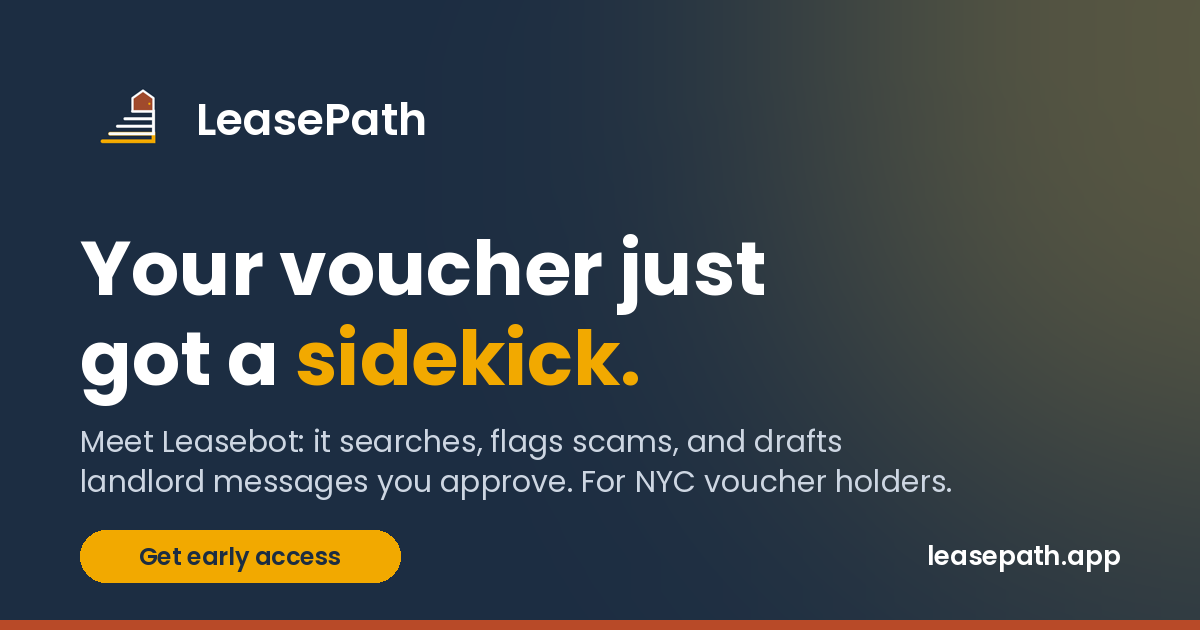 LeasePath
Your voucher just
got a sidekick.
Meet Leasebot: it searches, flags scams, and drafts
landlord messages you approve. For NYC voucher holders.
Get early access
leasepath.app